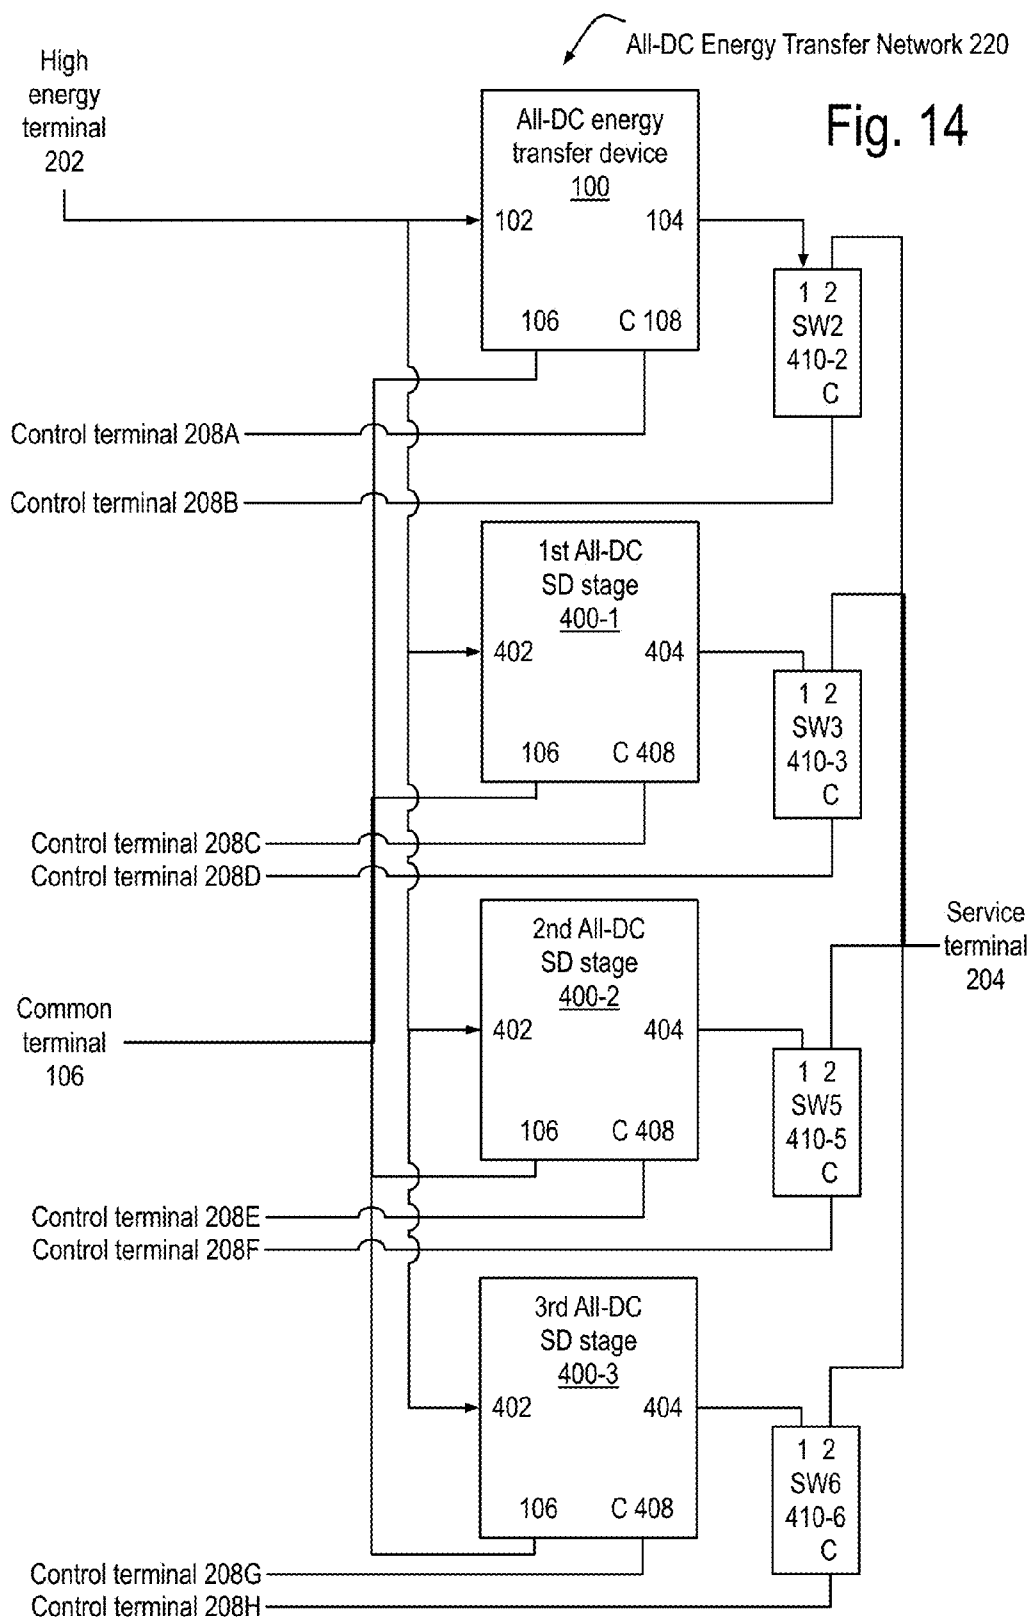 All-DC Energy Transfer Network 220
High
energy
terminal
202
Fig. 14
All-DC energy
transfer device
100
102 104
106 C 108
1 2
SW2
410-2
C
Control terminal 208A
Control terminal 208B
1st All-DC
SD stage
400-1
402 404
106 C 408
1 2
SW3
410-3
C
Control terminal 208C
Control terminal 208D
Service
terminal
204
2nd All-DC
SD stage
400-2
402 404
106 C 408
Common
terminal
106
1 2
SW5
410-5
C
Control terminal 208E
Control terminal 208F
3rd All-DC
SD stage
400-3
402 404
106 C 408
1 2
SW6
410-6
C
Control terminal 208G
Control terminal 208H